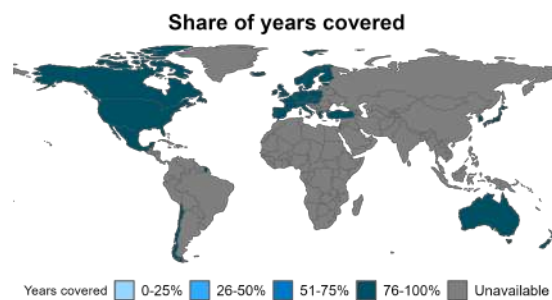 Share of years covered
Years covered 0-25% 26-50% 51-75% 76-100% Unavailable